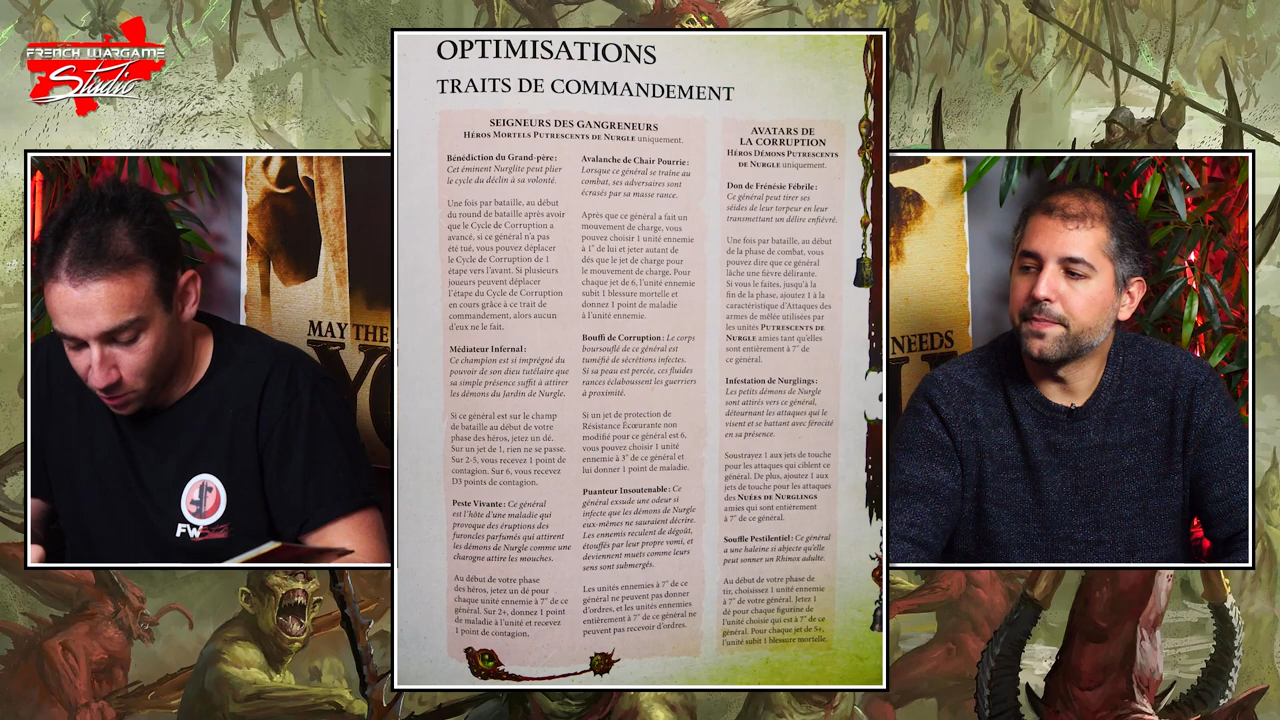 FRENCH WARGAME
Studio
OPTIMISATIONS
TRAITS DE COMMANDEMENT
SEIGNEURS DES GANGRENEURS
HÉROS MORTELS PUTRESCENTS DE NURGLE uniquement.
Bénédiction du Grand-père :
Cet éminent Nurglite peut plier
le cycle du déclin à sa volonté.
Une fois par bataille, au début
du round de bataille après avoir
que le Cycle de Corruption a
avancé, si ce général n'a pas
été tué, vous pouvez déplacer
le Cycle de Corruption de 1
étape vers l'avant. Si plusieurs
joueurs peuvent déplacer
l'étape du Cycle de Corruption
en cours grâce à ce trait de
commandement, alors aucun
d'eux ne le fait.
Médiateur Infernal :
Ce champion est si imprégné du
pouvoir de son dieu tutélaire que
sa simple présence suffit à attirer
les démons du Jardin de Nurgle.
Si ce général est sur le champ
de bataille au début de votre
phase des héros, jetez un dé.
Sur un jet de 1, rien ne se passe.
Sur 2-5, vous recevez 1 point de
contagion. Sur 6, vous recevez
D3 points de contagion.
Peste Vivante : Ce général
est l'hôte d'une maladie qui
provoque des éruptions des
furoncles parfumés qui attirent
les démons de Nurgle comme une
charogne attire les mouches.
Au début de votre phase
des héros, jetez un dé pour
chaque unité ennemie à 7" de ce
général. Sur 2+, donnez 1 point
de maladie à l'unité et recevez
1 point de contagion.
Avalanche de Chair Pourrie :
Lorsque ce général se traîne au
combat, ses adversaires sont
écrasés par sa masse rance.
Après que ce général a fait un
mouvement de charge, vous
pouvez choisir 1 unité ennemie
à 1" de lui et jeter autant de
dés que le jet de charge pour
le mouvement de charge. Pour
chaque jet de 6, l'unité ennemie
subit 1 blessure mortelle et
donnez 1 point de maladie
à l'unité ennemie.
Bouffi de Corruption : Le corps
boursouflé de ce général est
tuméfié de sécrétions infectes.
Si sa peau est percée, ces fluides
rances éclaboussent les guerriers
à proximité.
Si un jet de protection de
Résistance Écœurante non
modifié pour ce général est 6,
vous pouvez choisir 1 unité
ennemie à 3" de ce général et
lui donner 1 point de maladie.
Puanteur Insoutenable : Ce
général exsude une odeur si
infecte que les démons de Nurgle
eux-mêmes ne sauraient décrire.
Les ennemis reculent de dégoût,
étouffés par leur propre vomi, et
deviennent muets comme leurs
sens sont submergés.
Les unités ennemies à 7" de ce
général ne peuvent pas donner
d'ordres, et les unités ennemies
entièrement à 7" de ce général ne
peuvent pas recevoir d'ordres.
AVATARS DE
LA CORRUPTION
HÉROS DÉMONS PUTRESCENTS
DE NURGLE uniquement.
Don de Frénésie Fébrile :
Ce général peut tirer ses
séides de leur torpeur en leur
transmettant un délire enfiévré.
Une fois par bataille, au début
de la phase de combat, vous
pouvez dire que ce général
lâche une fièvre délirante.
Si vous le faites, jusqu'à la
fin de la phase, ajoutez 1 à la
caractéristique d'Attaques des
armes de mêlée utilisées par
les unités PUTRESCENTS DE
NURGLE amies tant qu'elles
sont entièrement à 7" de
ce général.
Infestation de Nurglings :
Les petits démons de Nurgle
sont attirés vers ce général,
détournant les attaques qui le
visent et se battant avec férocité
en sa présence.
Soustrayez 1 aux jets de touche
pour les attaques qui ciblent ce
général. De plus, ajoutez 1 aux
jets de touche pour les attaques
des NUÉES DE NURGLINGS
amies qui sont entièrement
à 7" de ce général.
Souffle Pestilentiel : Ce général
a une haleine si abjecte qu'elle
peut sonner un Rhinox adulte.
Au début de votre phase de
tir, choisissez 1 unité ennemie
à 7" de votre général. Jetez 1
dé pour chaque figurine de
l'unité choisie qui est à 7" de ce
général. Pour chaque jet de 5+,
l'unité subit 1 blessure mortelle.
MAY THE
NEEDS
FW